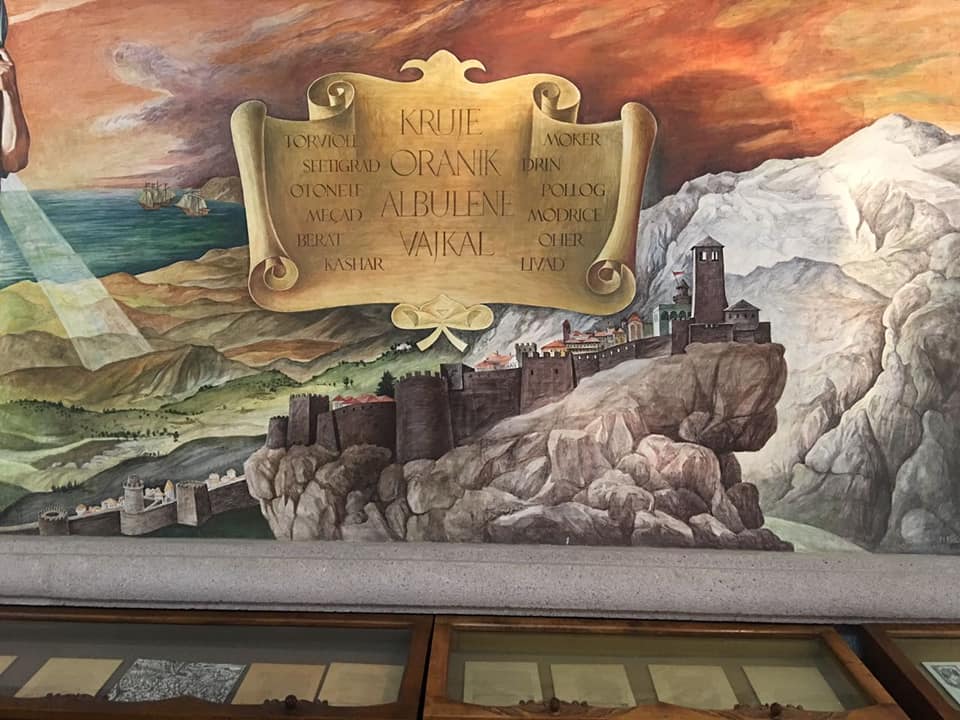 KRUJE
ORANIK
ALBULENE
VAJKAL
TORVIOLL
SFETIGRAD
OTONETE
MEÇAD
BERAT
KASHAR
MOKER
DRIN
POLLOG
MODRICE
OHER
LIVAD